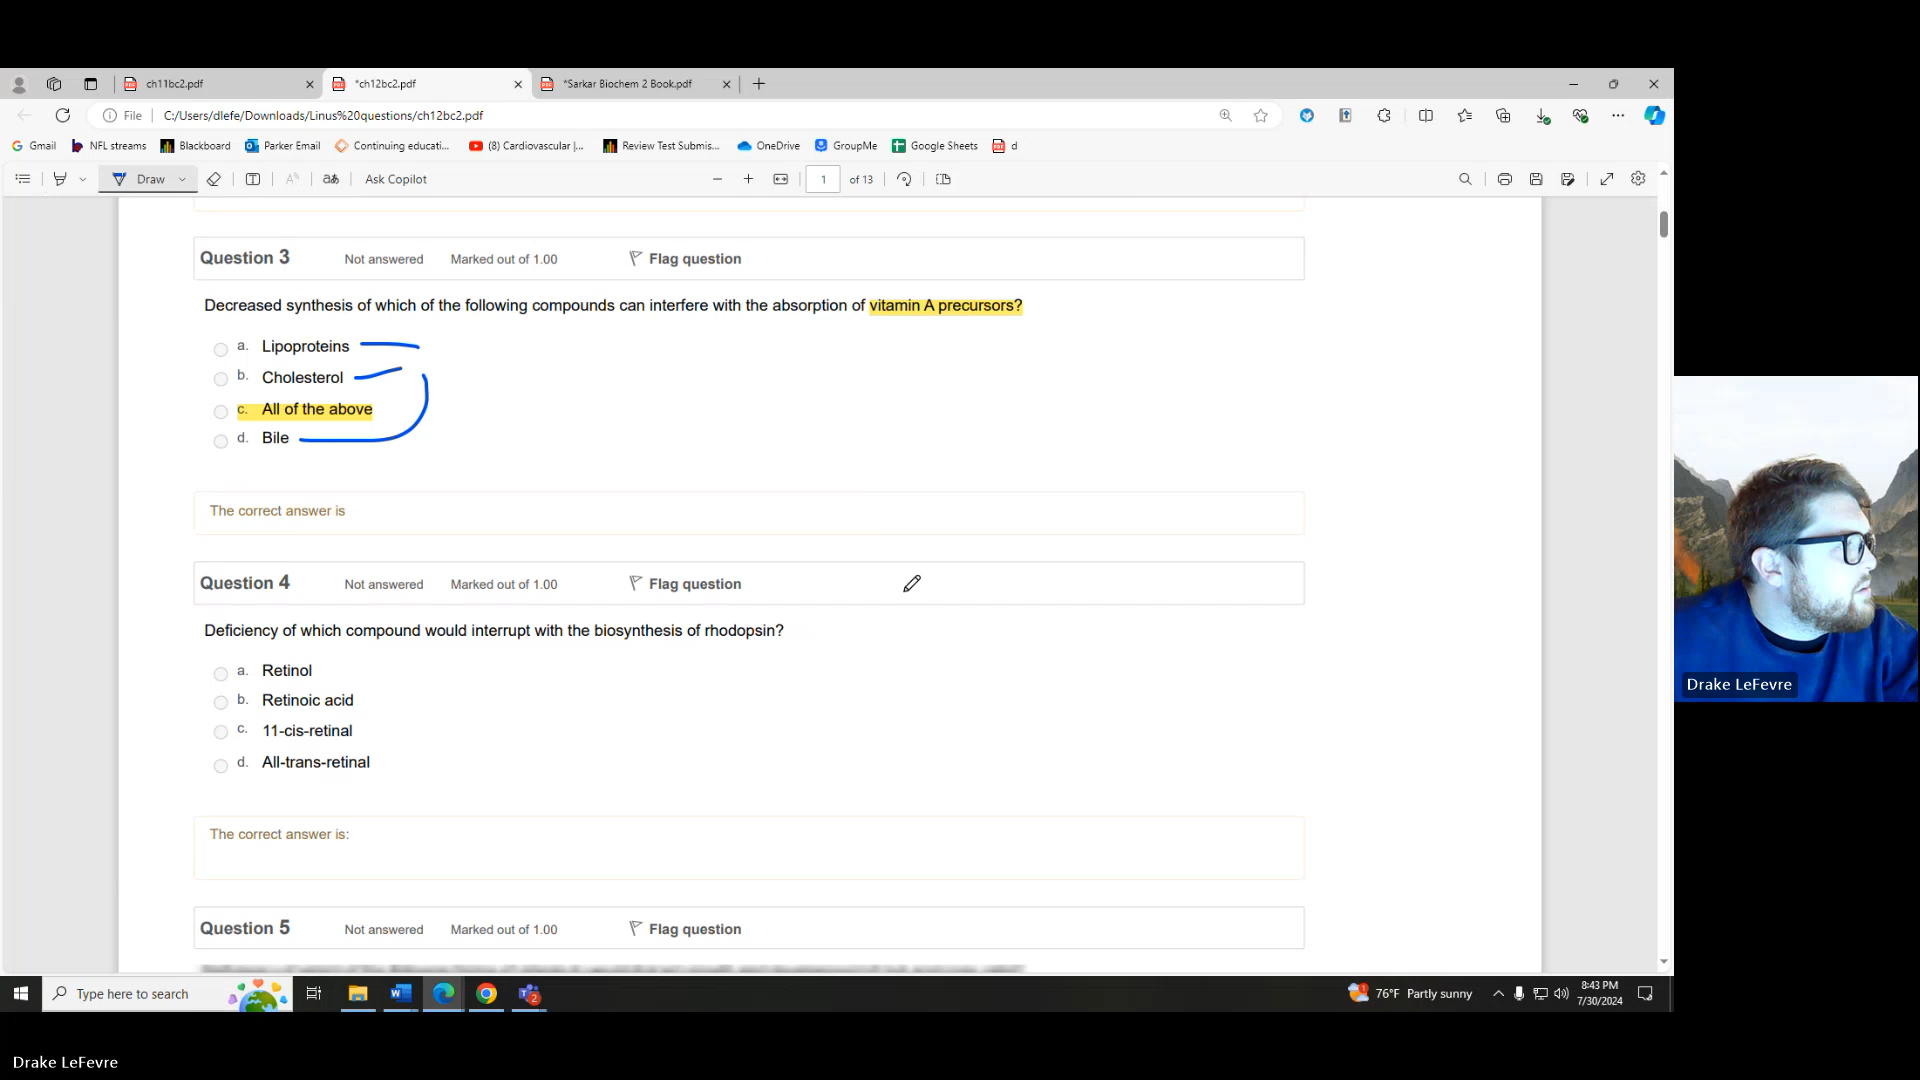 ch11bc2.pdf
*ch12bc2.pdf
*Sarkar Biochem 2 Book.pdf
File
C:/Users/dlefe/Downloads/Linus%20questions/ch12bc2.pdf
Gmail
NFL streams
Blackboard
Parker Email
Continuing educati...
(8) Cardiovascular |...
Review Test Submis...
OneDrive
GroupMe
Google Sheets
d
Draw
Ask Copilot
1 of 13
Question 3
Not answered
Marked out of 1.00
Flag question
Decreased synthesis of which of the following compounds can interfere with the absorption of vitamin A precursors?
a. Lipoproteins
b. Cholesterol
c. All of the above
d. Bile
The correct answer is
Question 4
Not answered
Marked out of 1.00
Flag question
Deficiency of which compound would interrupt with the biosynthesis of rhodopsin?
a. Retinol
b. Retinoic acid
c. 11-cis-retinal
d. All-trans-retinal
The correct answer is:
Question 5
Not answered
Marked out of 1.00
Flag question
Drake LeFevre
Type here to search
2
1
76°F Partly sunny
8:43 PM
7/30/2024
Drake LeFevre